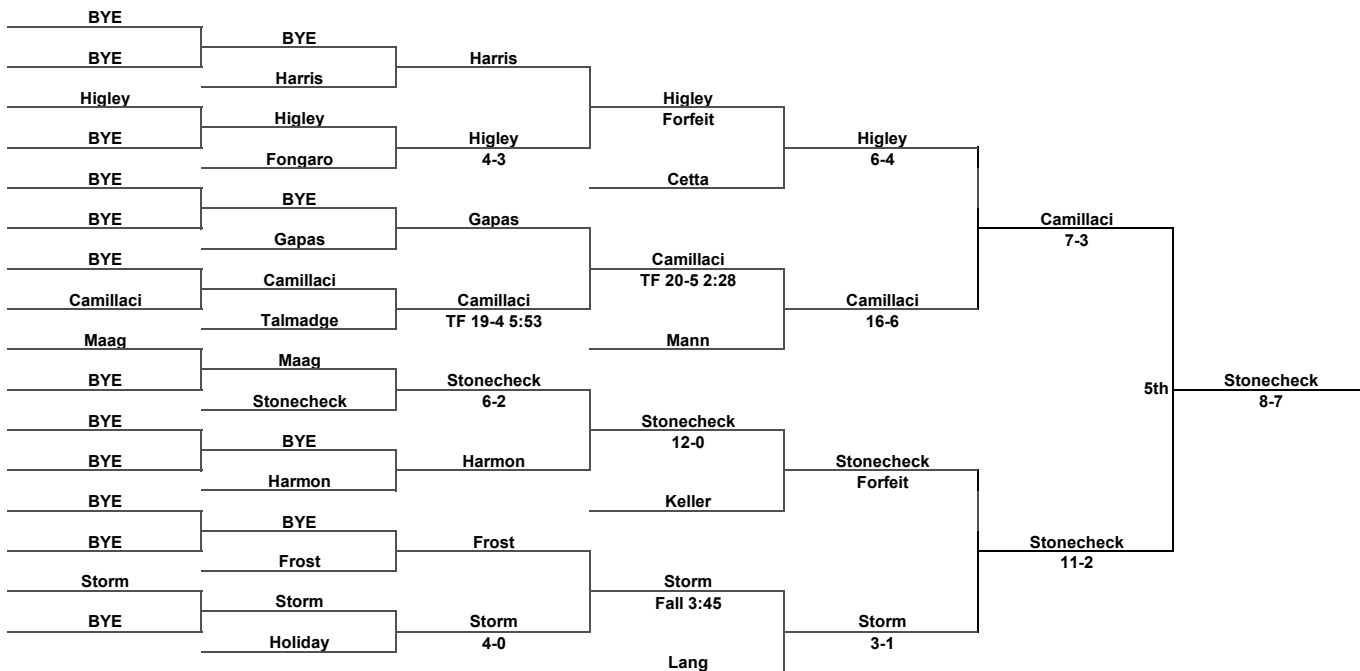 BYE
BYE
BYE
Harris
Harris
Higley
Higley
Higley
Forfeit
BYE
Higley
4-3
Higley
6-4
Fongaro
Cetta
BYE
BYE
BYE
Gapas
Camillaci
7-3
Gapas
BYE
Camillaci
Camillaci
TF 20-5 2:28
Camillaci
Camillaci
TF 19-4 5:53
Camillaci
16-6
Talmadge
Maag
Mann
Maag
BYE
Stonecheck
6-2
5th
Stonecheck
8-7
Stonecheck
BYE
Stonecheck
12-0
BYE
BYE
Harmon
Stonecheck
Forfeit
Harmon
BYE
Keller
BYE
BYE
Frost
Stonecheck
11-2
Frost
Storm
Storm
Fall 3:45
Storm
BYE
Storm
4-0
Storm
3-1
Holiday
Lang